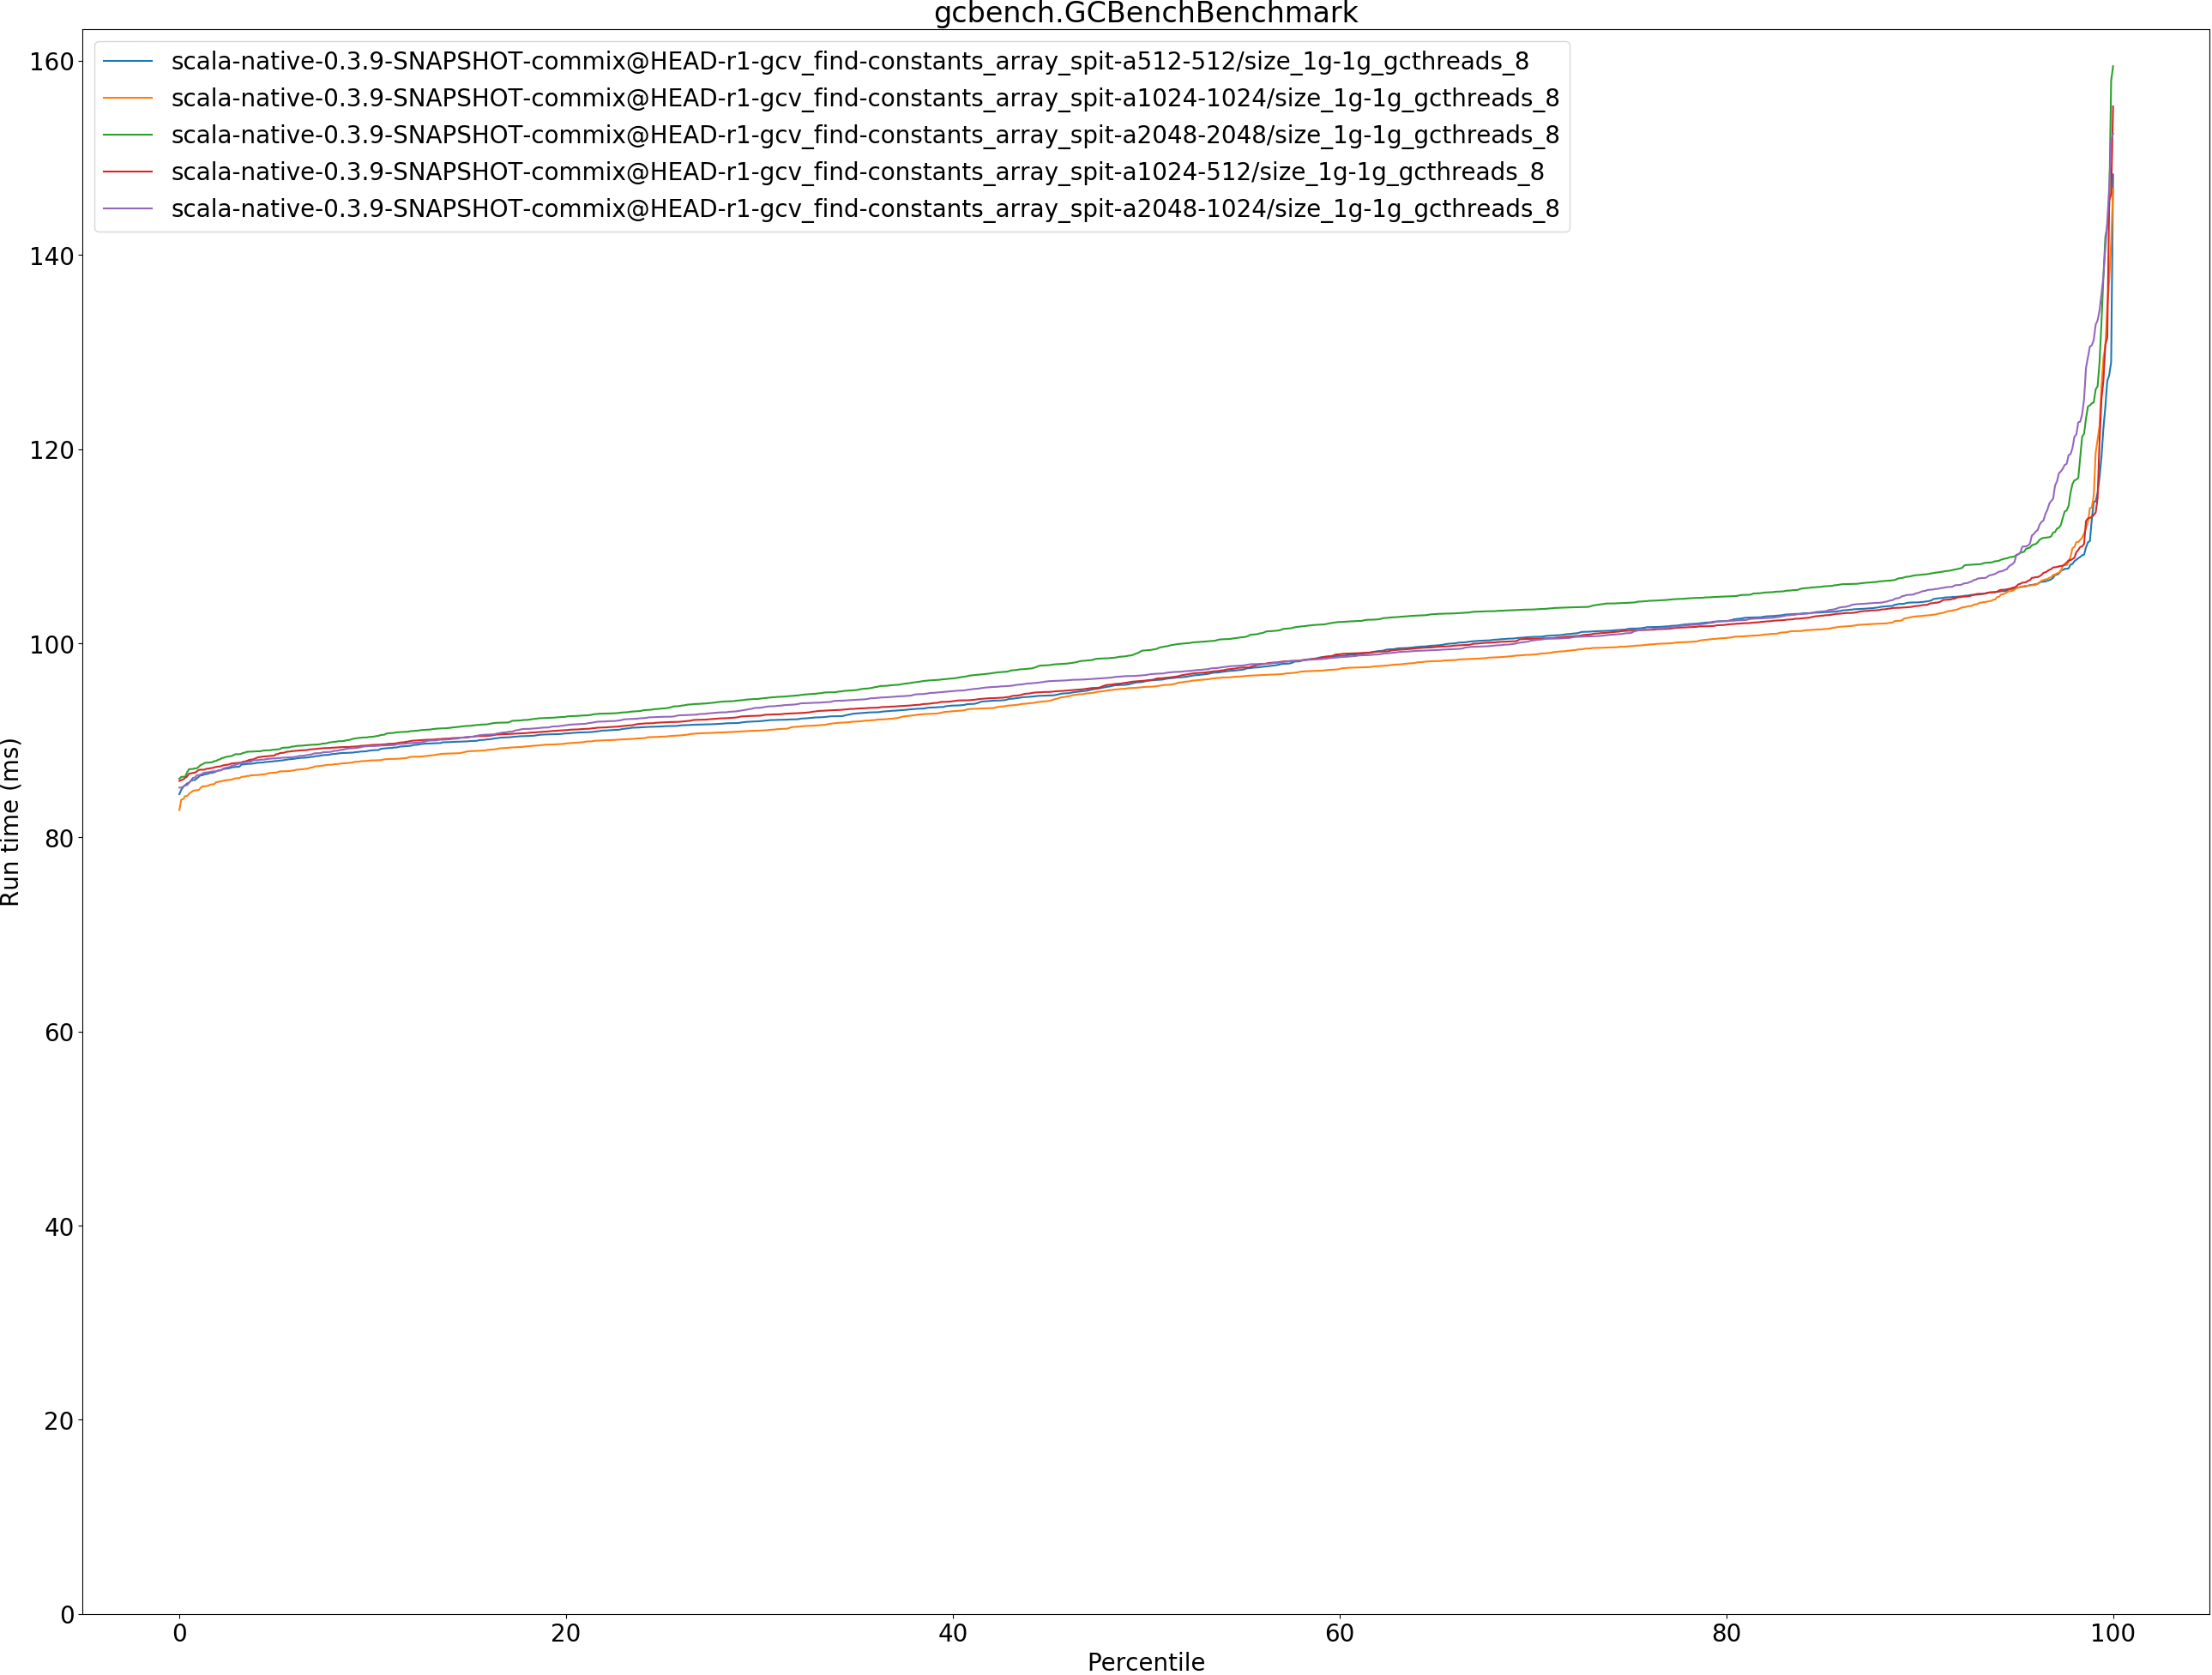 gcbench.GCBenchBenchmark
scala-native-0.3.9-SNAPSHOT-commix@HEAD-r1-gcv_find-constants_array_spit-a512-512/size_1g-1g_gcthreads_8
scala-native-0.3.9-SNAPSHOT-commix@HEAD-r1-gcv_find-constants_array_spit-a1024-1024/size_1g-1g_gcthreads_8
scala-native-0.3.9-SNAPSHOT-commix@HEAD-r1-gcv_find-constants_array_spit-a2048-2048/size_1g-1g_gcthreads_8
scala-native-0.3.9-SNAPSHOT-commix@HEAD-r1-gcv_find-constants_array_spit-a1024-512/size_1g-1g_gcthreads_8
scala-native-0.3.9-SNAPSHOT-commix@HEAD-r1-gcv_find-constants_array_spit-a2048-1024/size_1g-1g_gcthreads_8
160
140
120
100
80
60
40
20
0
Run time (ms)
0 20 40 60 80 100
Percentile